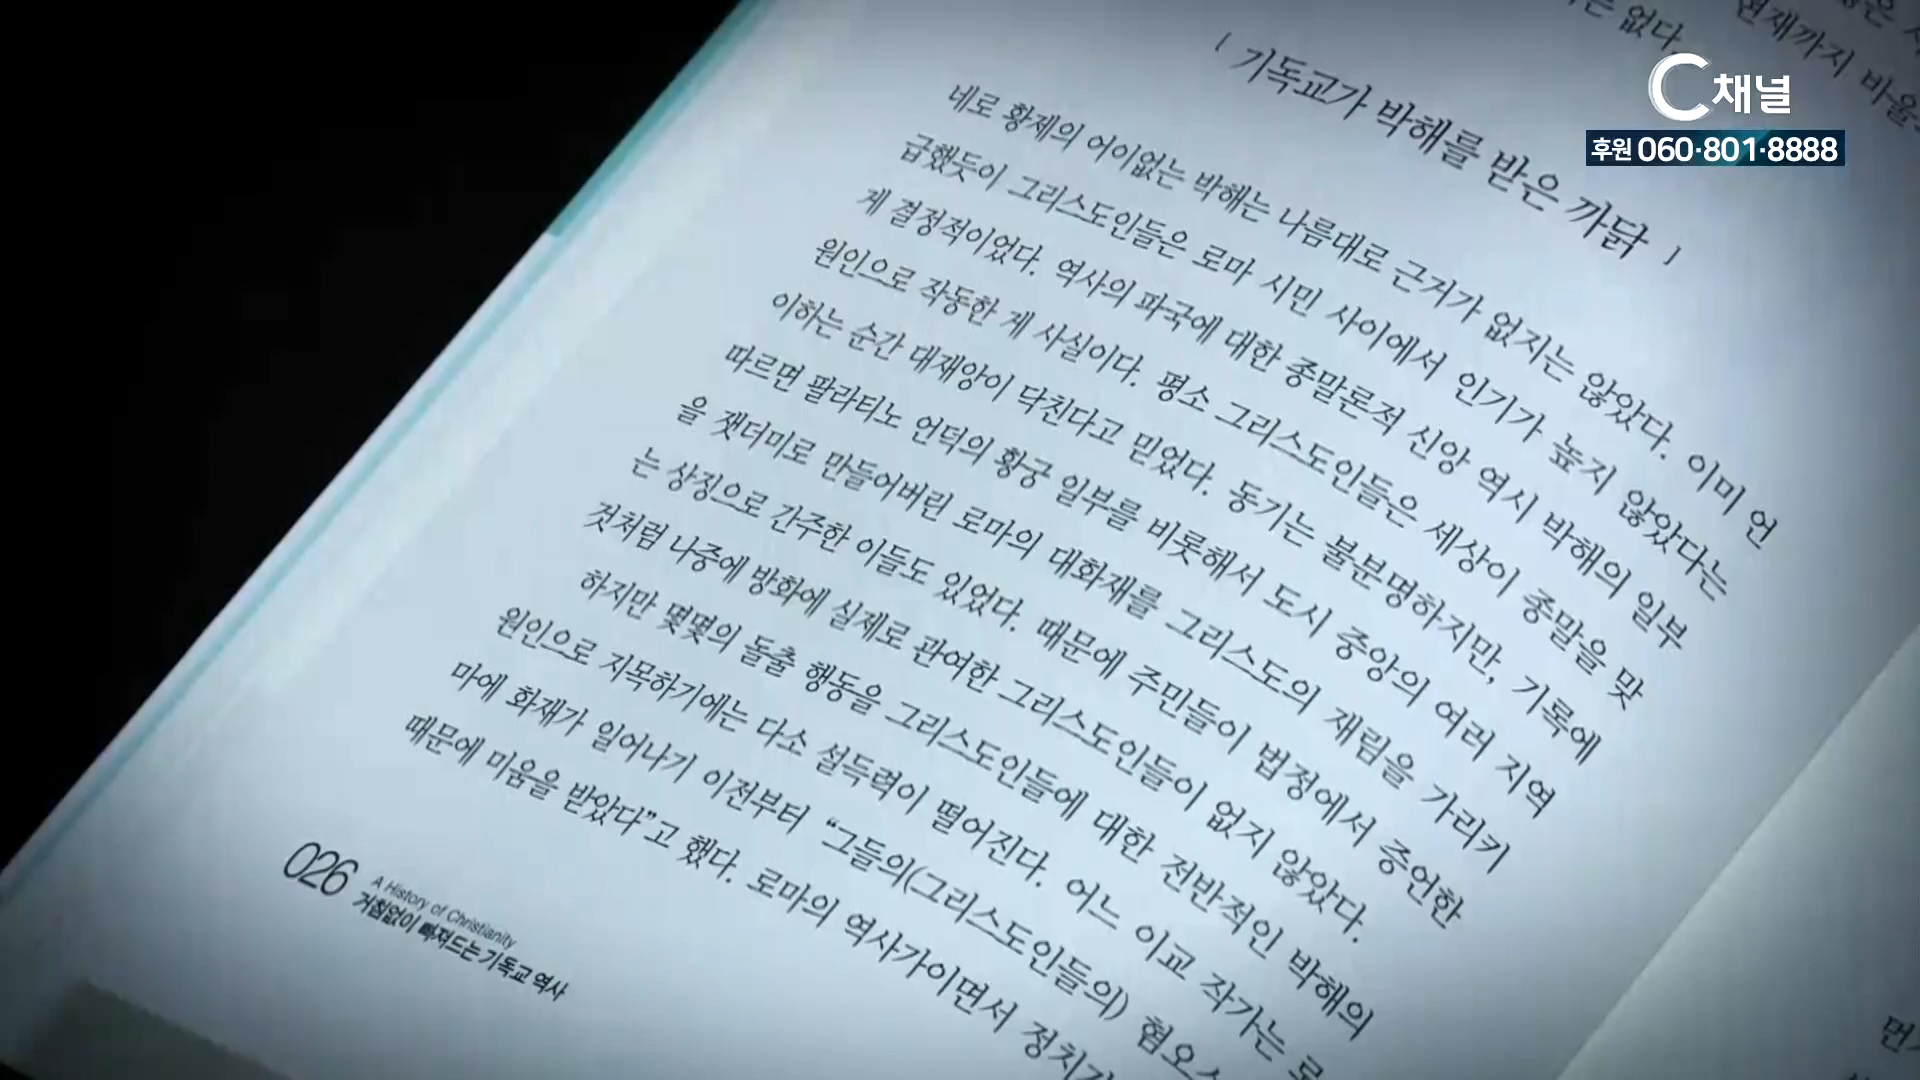 는 없다.
현재까지 바울
C채널
후원 060·801·8888
기독교가 박해를 받은 까닭
네로 황제의 어이없는 박해는 나름대로 근거가 없지는 않았다. 이미 언
급했듯이 그리스도인들은 로마 시민 사이에서 인기가 높지 않았다는
게 결정적이었다. 역사의 파국에 대한 종말론적 신앙 역시 박해의 일부
원인으로 작동한 게 사실이다. 평소 그리스도인들은 세상이 종말을 맞
이하는 순간 대재앙이 닥친다고 믿었다. 동기는 불분명하지만, 기록에
따르면 팔라티노 언덕의 황궁 일부를 비롯해서 도시 중앙의 여러 지역
을 잿더미로 만들어버린 로마의 대화재를 그리스도의 재림을 가리키
는 상징으로 간주한 이들도 있었다. 때문에 주민들이 법정에서 증언한
것처럼 나중에 방화에 실제로 관여한 그리스도인들이 없지 않았다.
하지만 몇몇의 돌출 행동을 그리스도인들에 대한 전반적인 박해의
원인으로 지목하기에는 다소 설득력이 떨어진다. 어느 이교 작가는 로
마에 화재가 일어나기 이전부터 “그들의(그리스도인들의) 혐오스
때문에 미움을 받았다”고 했다. 로마의 역사가이면서 정치가
026
A History of Christianity
거침없이 빠져드는 기독교 역사